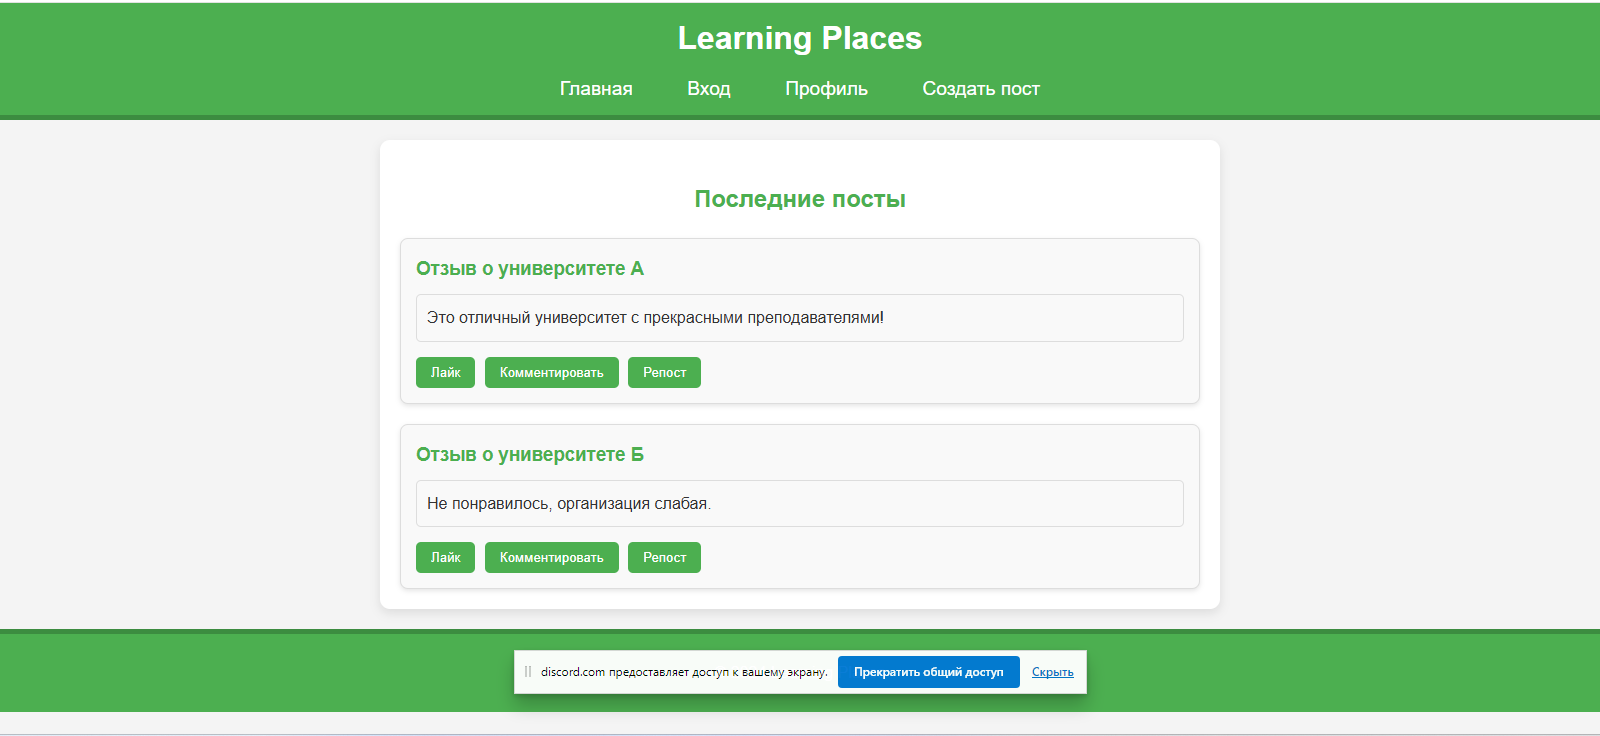 Learning Places
Главная Вход Профиль Создать пост
Последние посты
Отзыв о университете А
Это отличный университет с прекрасными преподавателями!
Лайк Комментировать Репост
Отзыв о университете Б
Не понравилось, организация слабая.
Лайк Комментировать Репост
discord.com предоставляет доступ к вашему экрану. Прекратить общий доступ Скрыть